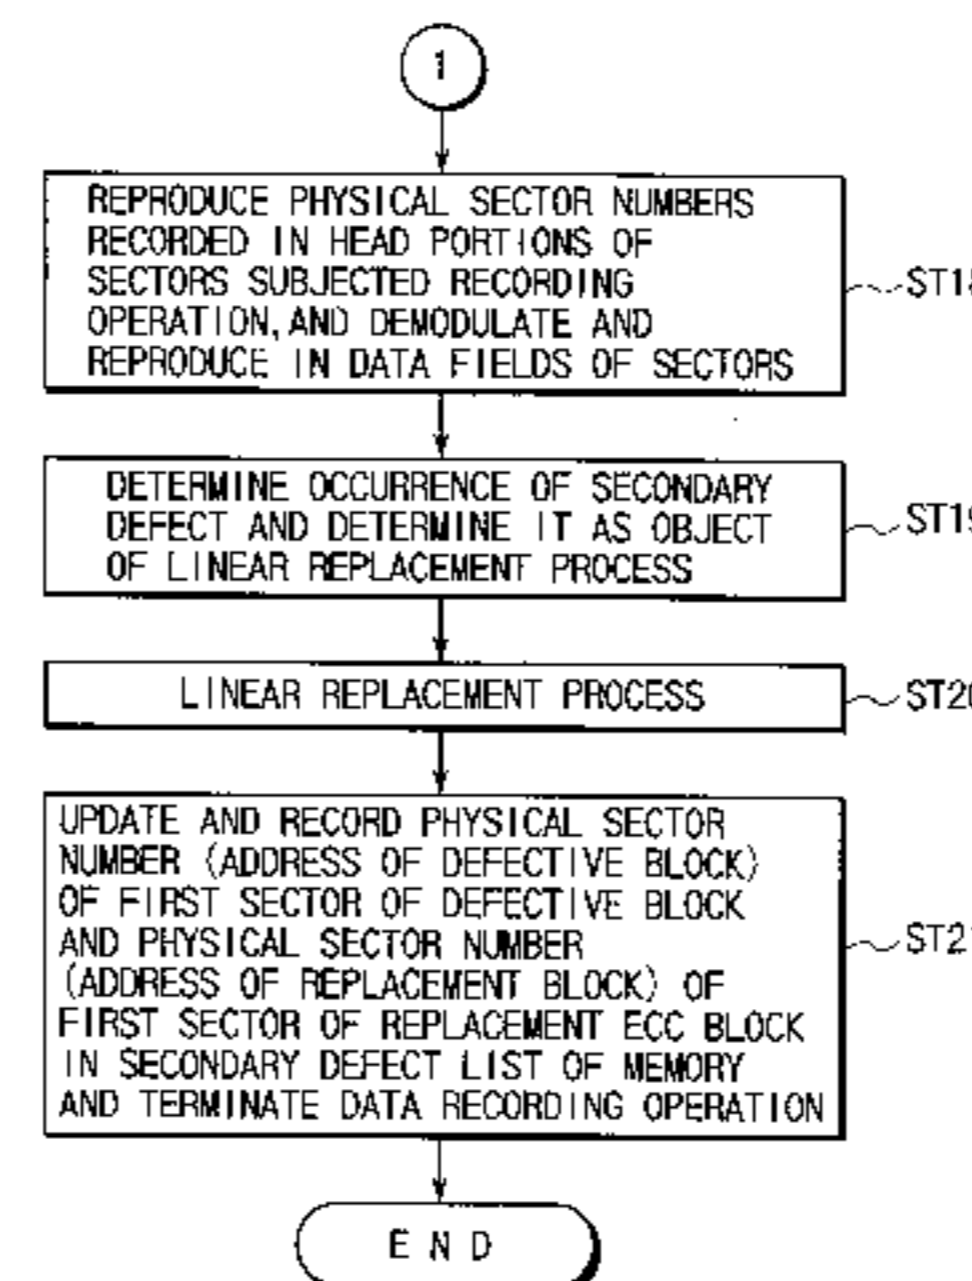 1
REPRODUCE PHYSICAL SECTOR NUMBERS
RECORDED IN HEAD PORTIONS OF
SECTORS SUBJECTED RECORDING
OPERATION, AND DEMODULATE AND
REPRODUCE IN DATA FIELDS OF SECTORS
DETERMINE OCCURRENCE OF SECONDARY
DEFECT AND DETERMINE IT AS OBJECT
OF LINEAR REPLACEMENT PROCESS
ST19
LINEAR REPLACEMENT PROCESS
ST20
UPDATE AND RECORD PHYSICAL SECTOR
NUMBER (ADDRESS OF DEFECTIVE BLOCK)
OF FIRST SECTOR OF DEFECTIVE BLOCK
AND PHYSICAL SECTOR NUMBER
(ADDRESS OF REPLACEMENT BLOCK) OF
FIRST SECTOR OF REPLACEMENT ECC BLOCK
IN SECONDARY DEFECT LIST OF MEMORY
AND TERMINATE DATA RECORDING OPERATION
ST21
END